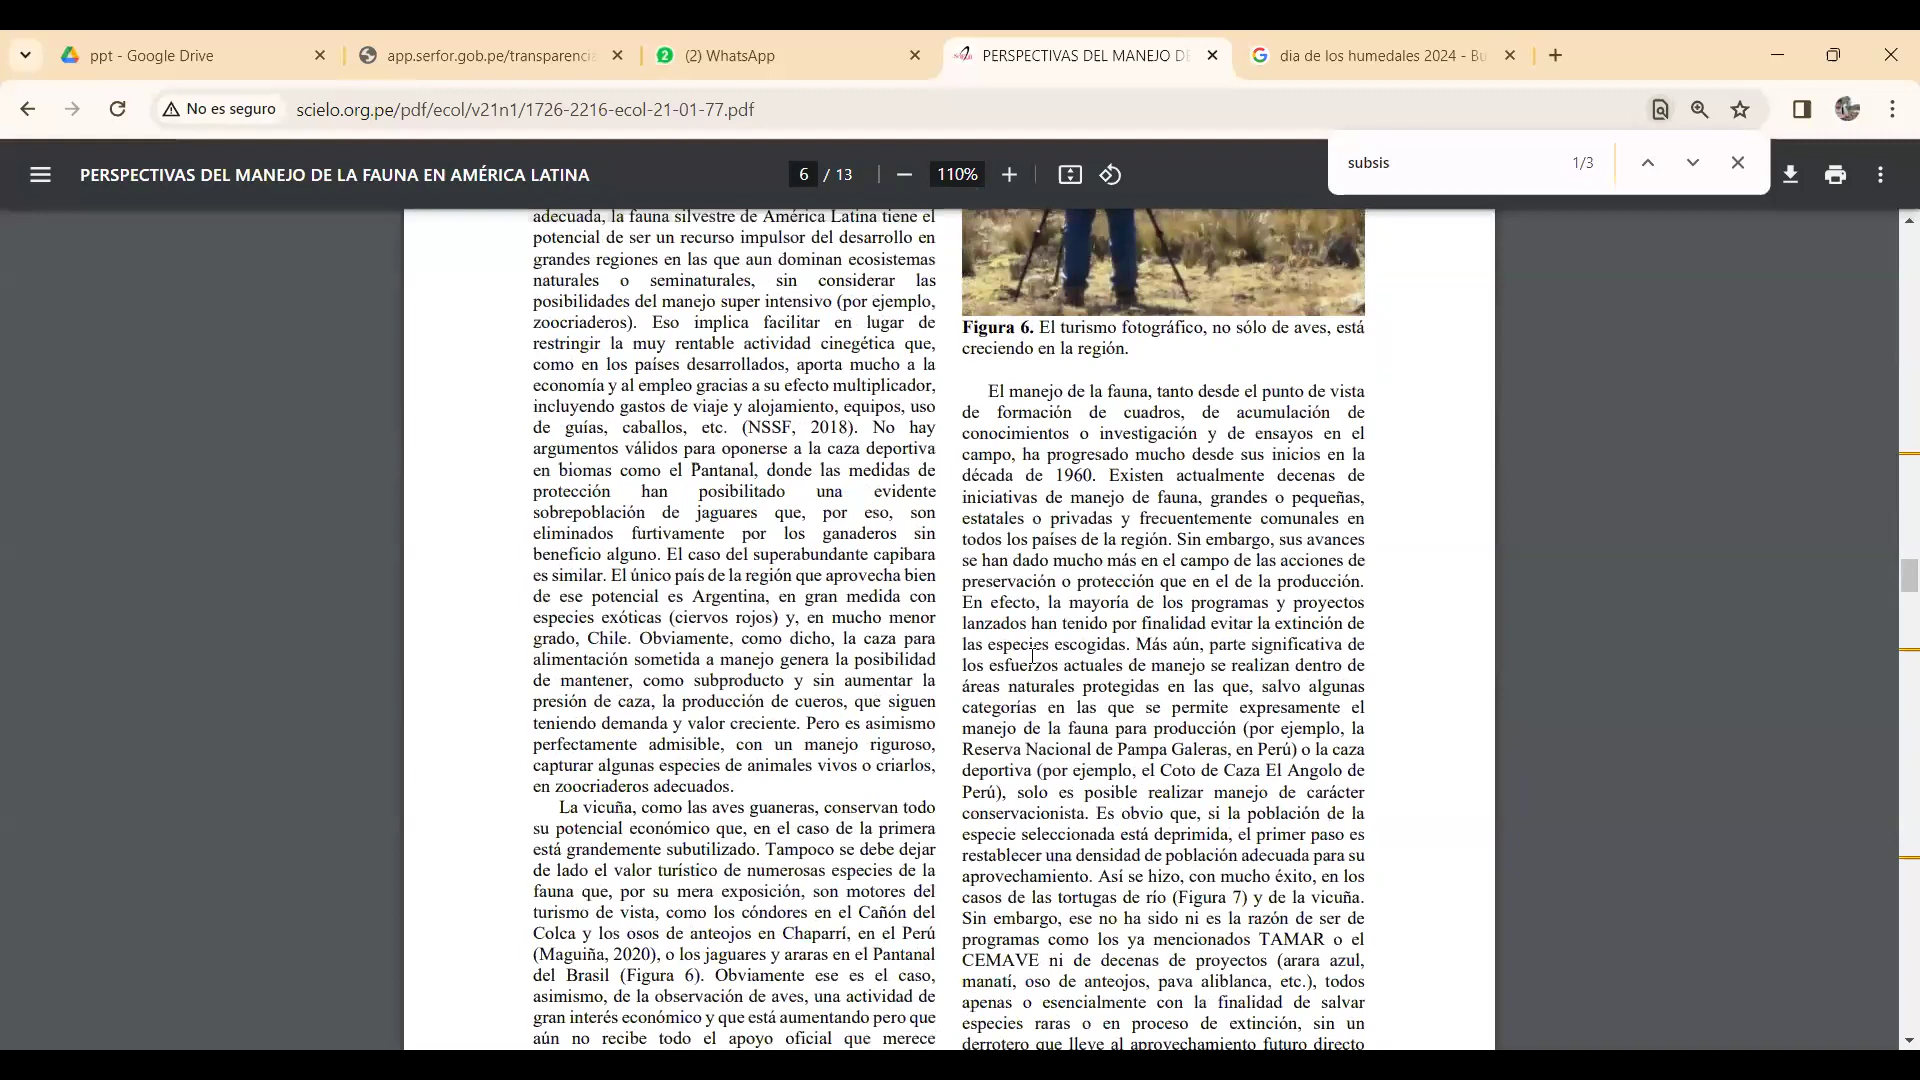 ppt - Google Drive
app.serfor.gob.pe/transparencia
(2) WhatsApp
PERSPECTIVAS DEL MANEJO DE
dia de los humedales 2024 - Bu
No es seguro
scielo.org.pe/pdf/ecol/v21n1/1726-2216-ecol-21-01-77.pdf
PERSPECTIVAS DEL MANEJO DE LA FAUNA EN AMÉRICA LATINA
6 / 13
110%
subsis
1/3
adecuada, la fauna silvestre de América Latina tiene el
potencial de ser un recurso impulsor del desarrollo en
grandes regiones en las que aun dominan ecosistemas
naturales o seminaturales, sin considerar las
posibilidades del manejo super intensivo (por ejemplo,
zoocriaderos). Eso implica facilitar en lugar de
restringir la muy rentable actividad cinegética que,
como en los países desarrollados, aporta mucho a la
economía y al empleo gracias a su efecto multiplicador,
incluyendo gastos de viaje y alojamiento, equipos, uso
de guías, caballos, etc. (NSSF, 2018). No hay
argumentos válidos para oponerse a la caza deportiva
en biomas como el Pantanal, donde las medidas de
protección han posibilitado una evidente
sobrepoblación de jaguares que, por eso, son
eliminados furtivamente por los ganaderos sin
beneficio alguno. El caso del superabundante capibara
es similar. El único país de la región que aprovecha bien
de ese potencial es Argentina, en gran medida con
especies exóticas (ciervos rojos) y, en mucho menor
grado, Chile. Obviamente, como dicho, la caza para
alimentación sometida a manejo genera la posibilidad
de mantener, como subproducto y sin aumentar la
presión de caza, la producción de cueros, que siguen
teniendo demanda y valor creciente. Pero es asimismo
perfectamente admisible, con un manejo riguroso,
capturar algunas especies de animales vivos o criarlos,
en zoocriaderos adecuados.
La vicuña, como las aves guaneras, conservan todo
su potencial económico que, en el caso de la primera
está grandemente subutilizado. Tampoco se debe dejar
de lado el valor turístico de numerosas especies de la
fauna que, por su mera exposición, son motores del
turismo de vista, como los cóndores en el Cañón del
Colca y los osos de anteojos en Chaparrí, en el Perú
(Maguiña, 2020), o los jaguares y araras en el Pantanal
del Brasil (Figura 6). Obviamente ese es el caso,
asimismo, de la observación de aves, una actividad de
gran interés económico y que está aumentando pero que
aún no recibe todo el apoyo oficial que merece
Figura 6. El turismo fotográfico, no sólo de aves, está
creciendo en la región.
El manejo de la fauna, tanto desde el punto de vista
de formación de cuadros, de acumulación de
conocimientos o investigación y de ensayos en el
campo, ha progresado mucho desde sus inicios en la
década de 1960. Existen actualmente decenas de
iniciativas de manejo de fauna, grandes o pequeñas,
estatales o privadas y frecuentemente comunales en
todos los países de la región. Sin embargo, sus avances
se han dado mucho más en el campo de las acciones de
preservación o protección que en el de la producción.
En efecto, la mayoría de los programas y proyectos
lanzados han tenido por finalidad evitar la extinción de
las especies escogidas. Más aún, parte significativa de
los esfuerzos actuales de manejo se realizan dentro de
áreas naturales protegidas en las que, salvo algunas
categorías en las que se permite expresamente el
manejo de la fauna para producción (por ejemplo, la
Reserva Nacional de Pampa Galeras, en Perú) o la caza
deportiva (por ejemplo, el Coto de Caza El Angolo de
Perú), solo es posible realizar manejo de carácter
conservacionista. Es obvio que, si la población de la
especie seleccionada está deprimida, el primer paso es
restablecer una densidad de población adecuada para su
aprovechamiento. Así se hizo, con mucho éxito, en los
casos de las tortugas de río (Figura 7) y de la vicuña.
Sin embargo, ese no ha sido ni es la razón de ser de
programas como los ya mencionados TAMAR o el
CEMAVE ni de decenas de proyectos (arara azul,
manatí, oso de anteojos, pava aliblanca, etc.), todos
apenas o esencialmente con la finalidad de salvar
especies raras o en proceso de extinción, sin un
derrotero que lleve al aprovechamiento futuro directo